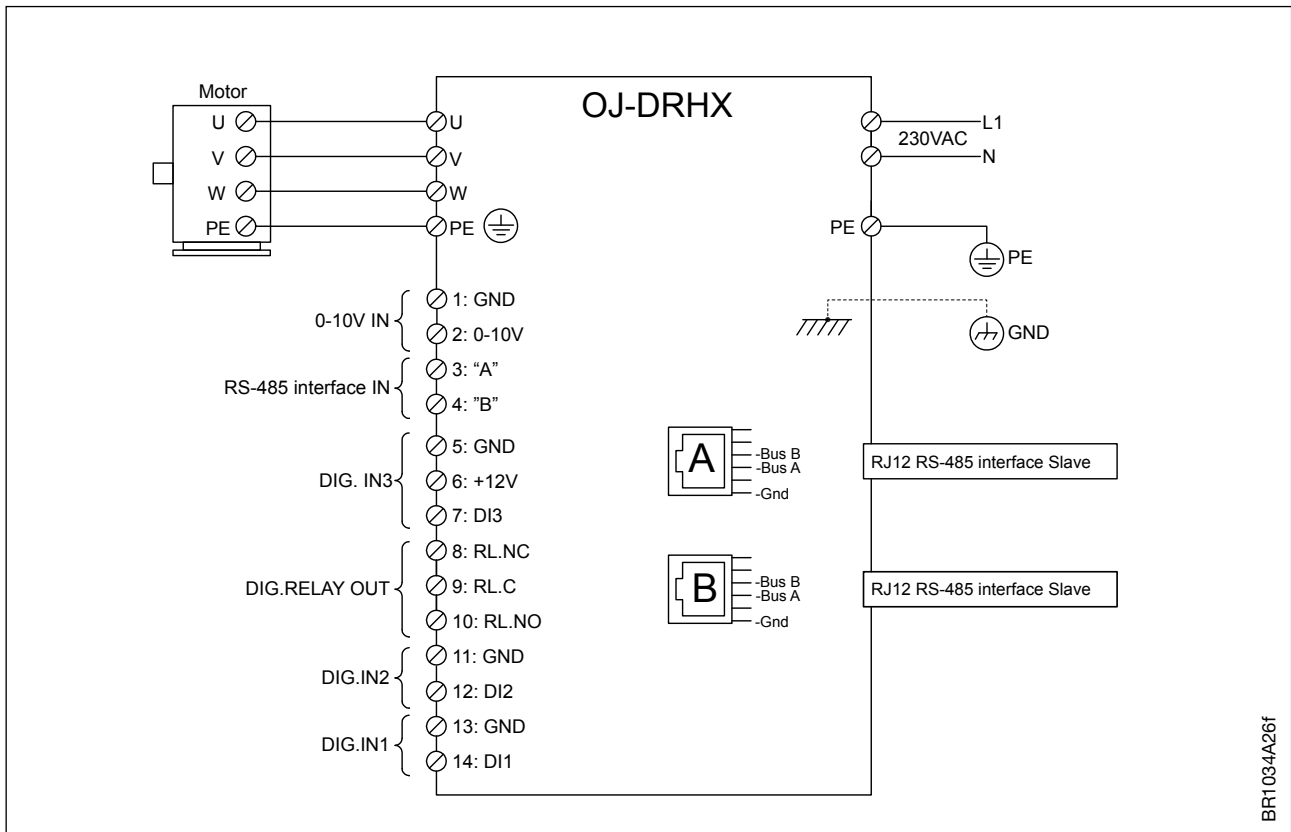 OJ-DRHX
Motor
U
V
W
PE
U
V
W
PE
L1
230VAC
N
PE
PE
GND
0-10V IN
1: GND
2: 0-10V
RS-485 interface IN
3: “A”
4: ”B”
DIG. IN3
5: GND
6: +12V
7: DI3
DIG.RELAY OUT
8: RL.NC
9: RL.C
10: RL.NO
DIG.IN2
11: GND
12: DI2
DIG.IN1
13: GND
14: DI1
A
-Bus B
-Bus A
-Gnd
RJ12 RS-485 interface Slave
B
-Bus B
-Bus A
-Gnd
RJ12 RS-485 interface Slave
BR1034A26f